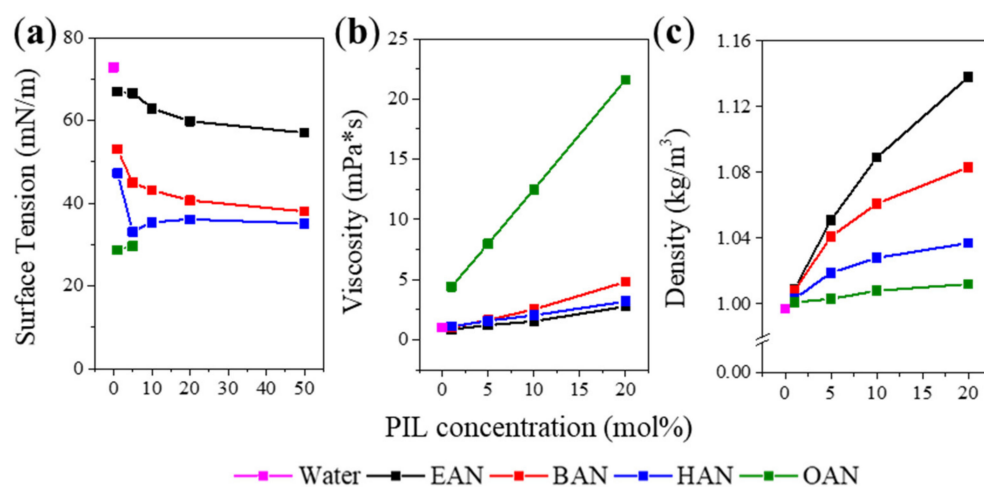 (a)
Surface Tension (mN/m)
80
60
40
20
0
0 10 20 30 40 50
(b)
Viscosity (mPa*s)
25
20
15
10
5
0
0 5 10 15 20
(c)
Density (kg/m³)
1.16
1.12
1.08
1.04
1.00
0.00
0 5 10 15 20
PIL concentration (mol%)
Water EAN BAN HAN OAN